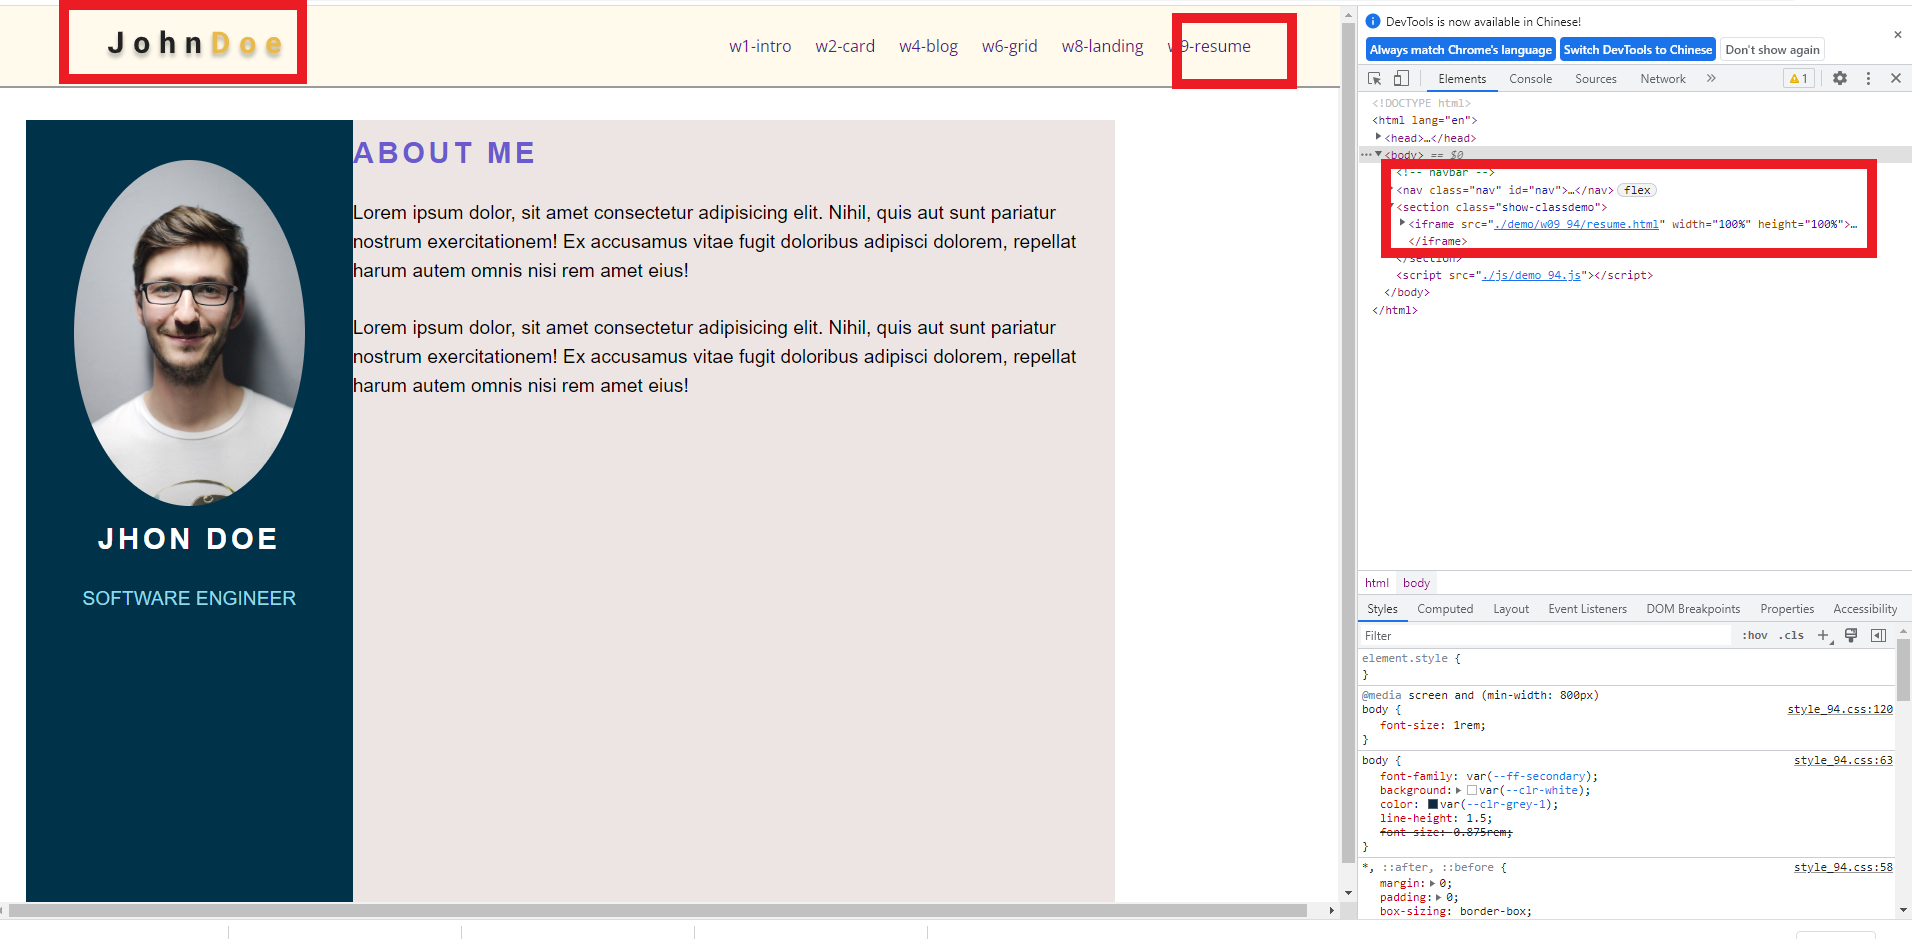 JohnDoe
w1-intro w2-card w4-blog w6-grid w8-landing w9-resume
ABOUT ME
Lorem ipsum dolor, sit amet consectetur adipisicing elit. Nihil, quis aut sunt pariatur
nostrum exercitationem! Ex accusamus vitae fugit doloribus adipisci dolorem, repellat
harum autem omnis nisi rem amet eius!
Lorem ipsum dolor, sit amet consectetur adipisicing elit. Nihil, quis aut sunt pariatur
nostrum exercitationem! Ex accusamus vitae fugit doloribus adipisci dolorem, repellat
harum autem omnis nisi rem amet eius!
JHON DOE
SOFTWARE ENGINEER
DevTools is now available in Chinese!
Always match Chrome's language Switch DevTools to Chinese Don't show again
Elements Console Sources Network » 1
<!DOCTYPE html>
<html lang="en">
<head>…</head>
<body> == $0
<!-- navbar -->
<nav class="nav" id="nav">…</nav> flex
<section class="show-classdemo">
<iframe src="./demo/w09_94/resume.html" width="100%" height="100%">…
</iframe>
</section>
<script src="./js/demo_94.js"></script>
</body>
</html>
html body
Styles Computed Layout Event Listeners DOM Breakpoints Properties Accessibility
Filter :hov .cls +
element.style {
}
@media screen and (min-width: 800px)
body { style_94.css:120
font-size: 1rem;
}
body { style_94.css:63
font-family: var(--ff-secondary);
background: var(--clr-white);
color: var(--clr-grey-1);
line-height: 1.5;
font-size: 0.875rem;
}
*, ::after, ::before { style_94.css:58
margin: 0;
padding: 0;
box-sizing: border-box;